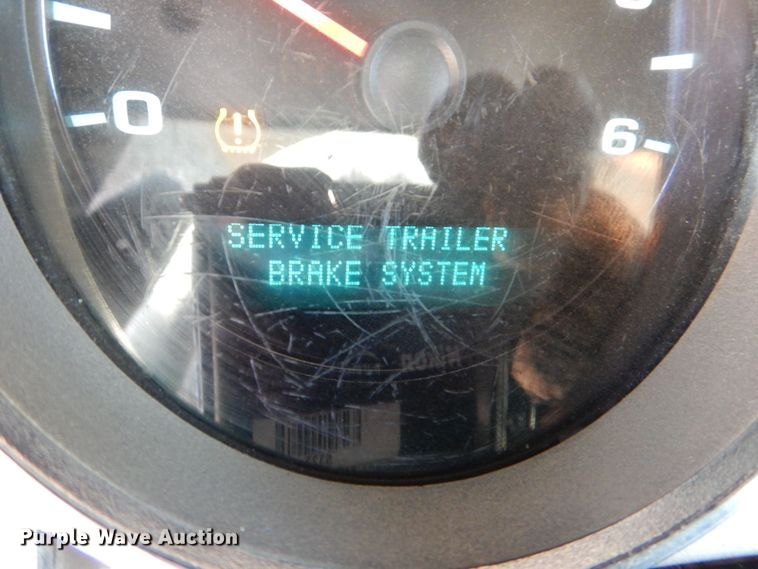 0
6
SERVICE TRAILER
BRAKE SYSTEM
Purple Wave Auction